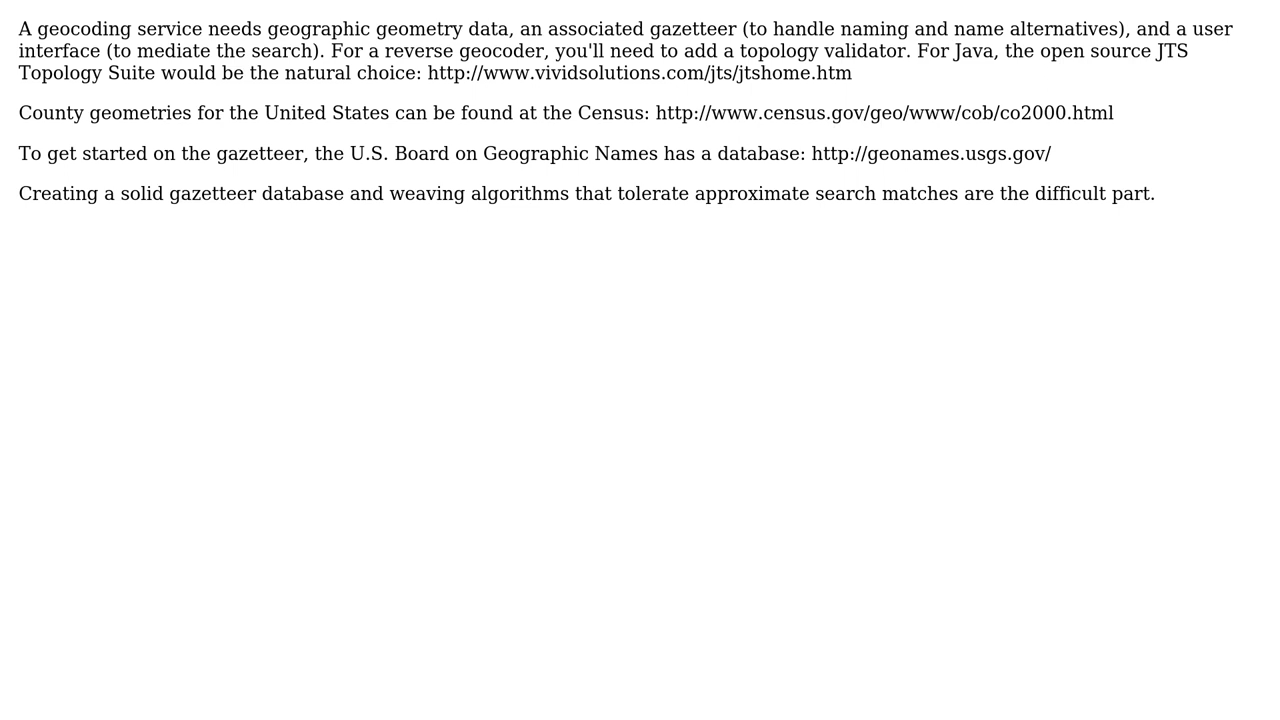 A geocoding service needs geographic geometry data, an associated gazetteer (to handle naming and name alternatives), and a user
interface (to mediate the search). For a reverse geocoder, you'll need to add a topology validator. For Java, the open source JTS
Topology Suite would be the natural choice: http://www.vividsolutions.com/jts/jtshome.htm
County geometries for the United States can be found at the Census: http://www.census.gov/geo/www/cob/co2000.html
To get started on the gazetteer, the U.S. Board on Geographic Names has a database: http://geonames.usgs.gov/
Creating a solid gazetteer database and weaving algorithms that tolerate approximate search matches are the difficult part.